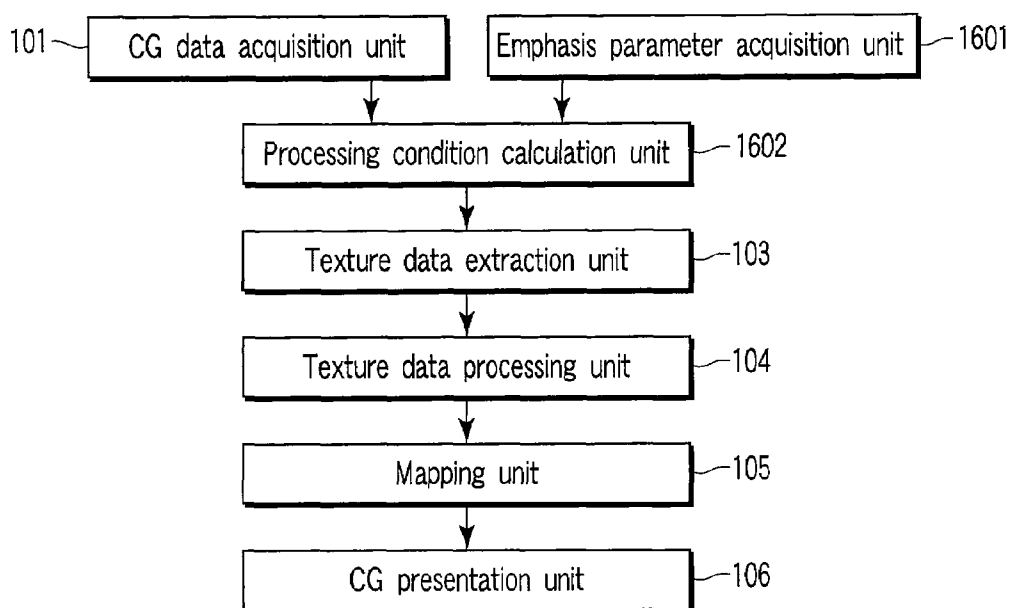 101 CG data acquisition unit Emphasis parameter acquisition unit 1601
Processing condition calculation unit 1602
Texture data extraction unit 103
Texture data processing unit 104
Mapping unit 105
CG presentation unit 106